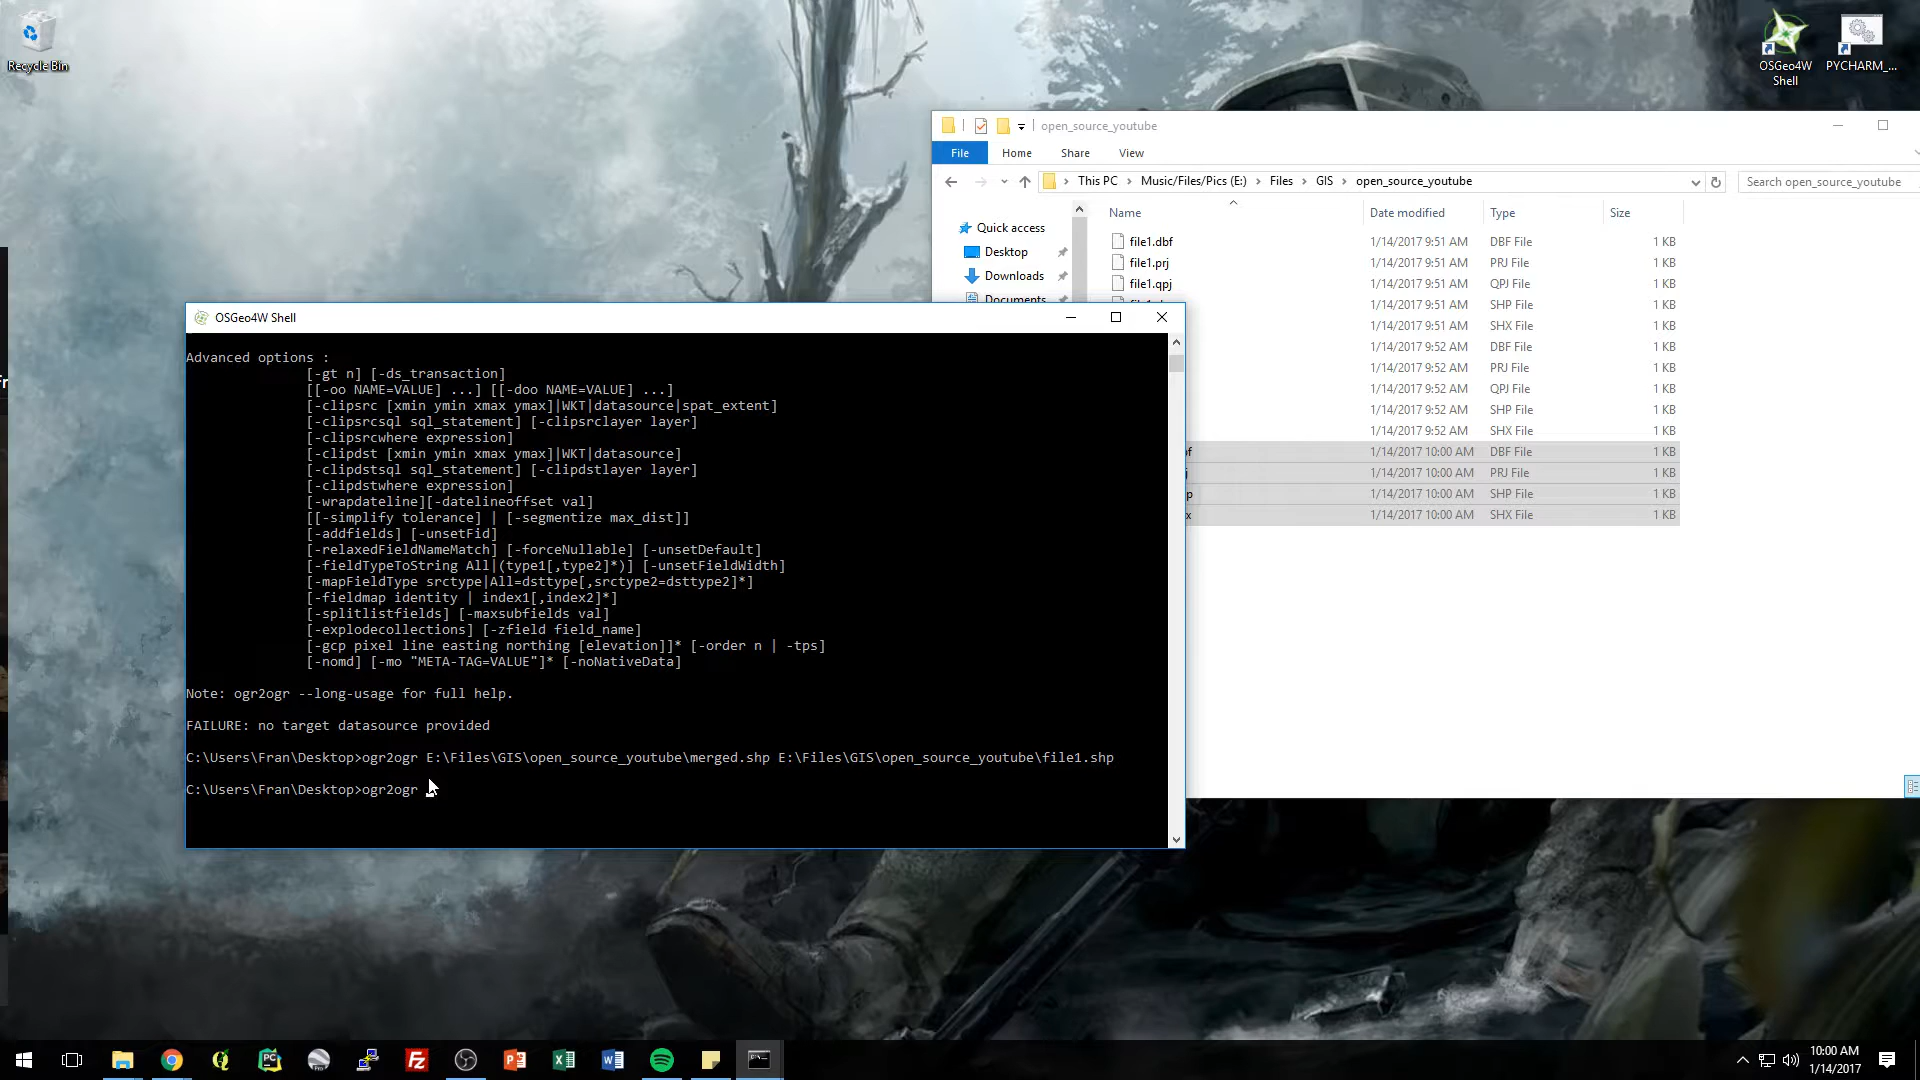 Recycle Bin
OSGeo4W
Shell
PYCHARM_...
open_source_youtube
File Home Share View
This PC > Music/Files/Pics (E:) > Files > GIS > open_source_youtube
Search open_source_youtube
Name Date modified Type Size
Quick access
Desktop
Downloads
Documents
file1.dbf 1/14/2017 9:51 AM DBF File 1 KB
file1.prj 1/14/2017 9:51 AM PRJ File 1 KB
file1.qpj 1/14/2017 9:51 AM QPJ File 1 KB
1/14/2017 9:51 AM SHP File 1 KB
1/14/2017 9:51 AM SHX File 1 KB
1/14/2017 9:52 AM DBF File 1 KB
1/14/2017 9:52 AM PRJ File 1 KB
1/14/2017 9:52 AM QPJ File 1 KB
1/14/2017 9:52 AM SHP File 1 KB
1/14/2017 9:52 AM SHX File 1 KB
1/14/2017 10:00 AM DBF File 1 KB
1/14/2017 10:00 AM PRJ File 1 KB
1/14/2017 10:00 AM SHP File 1 KB
1/14/2017 10:00 AM SHX File 1 KB
OSGeo4W Shell
Advanced options :
[-gt n] [-ds_transaction]
[[-oo NAME=VALUE] ...] [[-doo NAME=VALUE] ...]
[-clipsrc [xmin ymin xmax ymax]|WKT|datasource|spat_extent]
[-clipsrcsql sql_statement] [-clipsrclayer layer]
[-clipsrcwhere expression]
[-clipdst [xmin ymin xmax ymax]|WKT|datasource]
[-clipdstsql sql_statement] [-clipdstlayer layer]
[-clipdstwhere expression]
[-wrapdateline][-datelineoffset val]
[[-simplify tolerance] | [-segmentize max_dist]]
[-addfields] [-unsetFid]
[-relaxedFieldNameMatch] [-forceNullable] [-unsetDefault]
[-fieldTypeToString All|(type1[,type2]*)] [-unsetFieldWidth]
[-mapFieldType srctype|All=dsttype[,srctype2=dsttype2]*]
[-fieldmap identity | index1[,index2]*]
[-splitlistfields] [-maxsubfields val]
[-explodecollections] [-zfield field_name]
[-gcp pixel line easting northing [elevation]]* [-order n | -tps]
[-nomd] [-mo "META-TAG=VALUE"]* [-noNativeData]
Note: ogr2ogr --long-usage for full help.
FAILURE: no target datasource provided
C:\Users\Fran\Desktop>ogr2ogr E:\Files\GIS\open_source_youtube\merged.shp E:\Files\GIS\open_source_youtube\file1.shp
C:\Users\Fran\Desktop>ogr2ogr
10:00 AM
1/14/2017